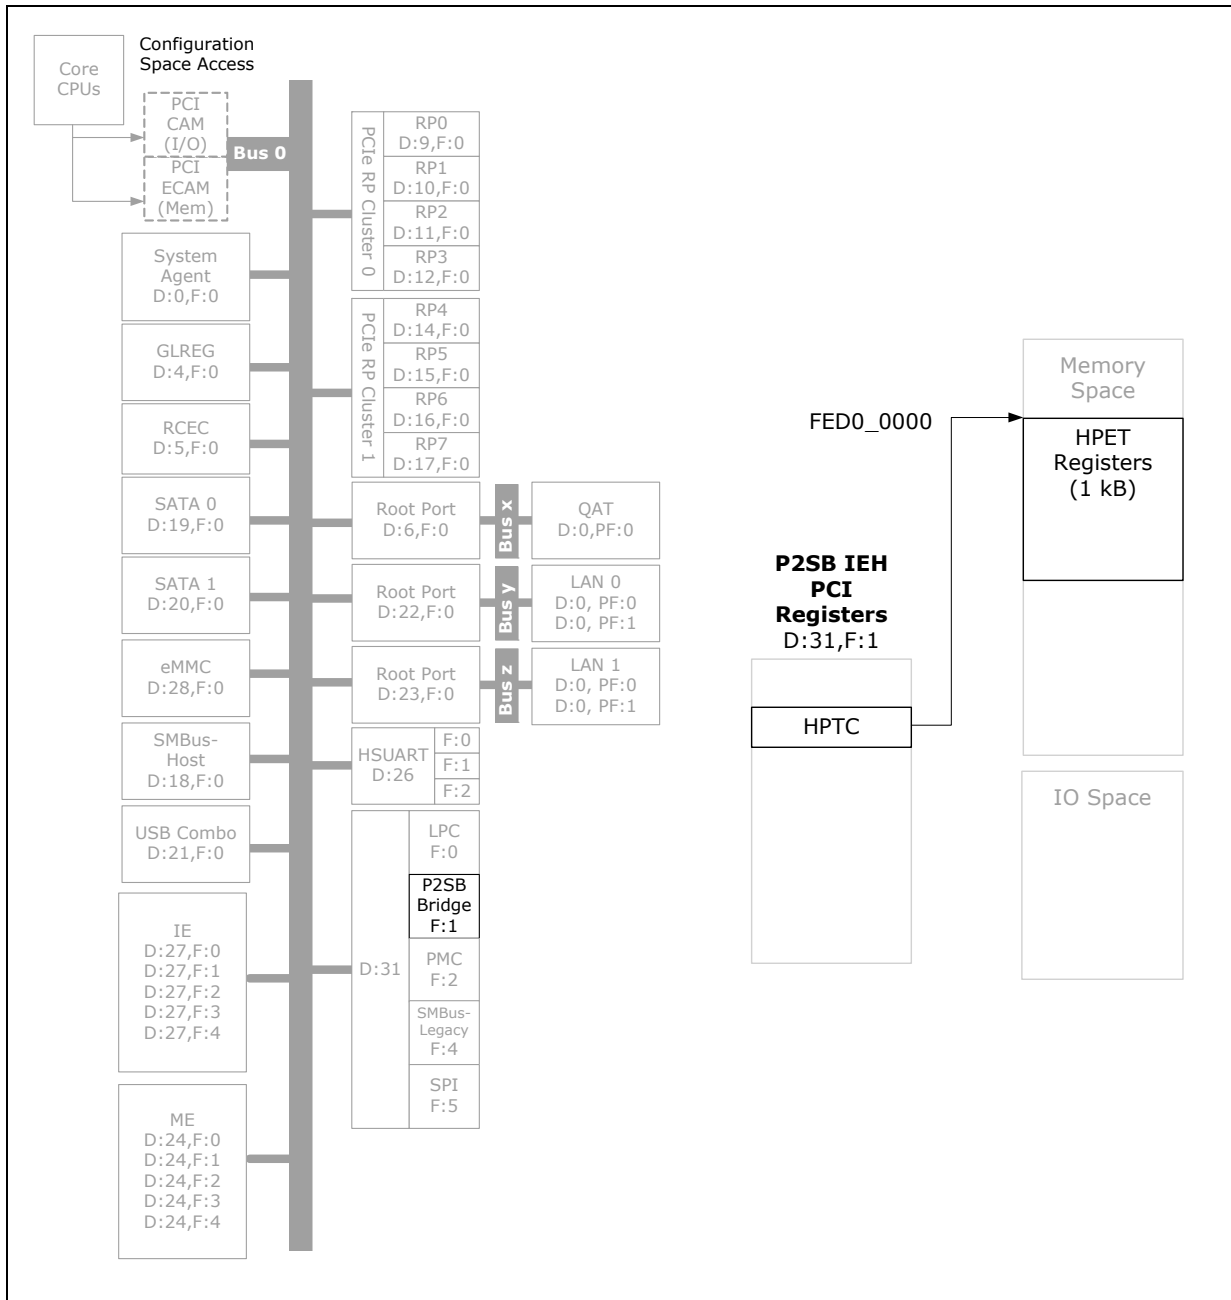 Configuration
Space Access
Core
CPUs
PCI
CAM
(I/O)
PCI
ECAM
(Mem)
Bus 0
System
Agent
D:0,F:0
GLREG
D:4,F:0
RCEC
D:5,F:0
SATA 0
D:19,F:0
SATA 1
D:20,F:0
eMMC
D:28,F:0
SMBus-
Host
D:18,F:0
USB Combo
D:21,F:0
IE
D:27,F:0
D:27,F:1
D:27,F:2
D:27,F:3
D:27,F:4
ME
D:24,F:0
D:24,F:1
D:24,F:2
D:24,F:3
D:24,F:4
PCIe RP Cluster 0
RP0
D:9,F:0
RP1
D:10,F:0
RP2
D:11,F:0
RP3
D:12,F:0
PCIe RP Cluster 1
RP4
D:14,F:0
RP5
D:15,F:0
RP6
D:16,F:0
RP7
D:17,F:0
Root Port
D:6,F:0
Bus x
QAT
D:0,PF:0
Root Port
D:22,F:0
Bus y
LAN 0
D:0, PF:0
D:0, PF:1
Root Port
D:23,F:0
Bus z
LAN 1
D:0, PF:0
D:0, PF:1
HSUART
D:26
F:0
F:1
F:2
D:31
LPC
F:0
P2SB
Bridge
F:1
PMC
F:2
SMBus-
Legacy
F:4
SPI
F:5
P2SB IEH
PCI
Registers
D:31,F:1
HPTC
FED0_0000
Memory
Space
HPET
Registers
(1 kB)
IO Space